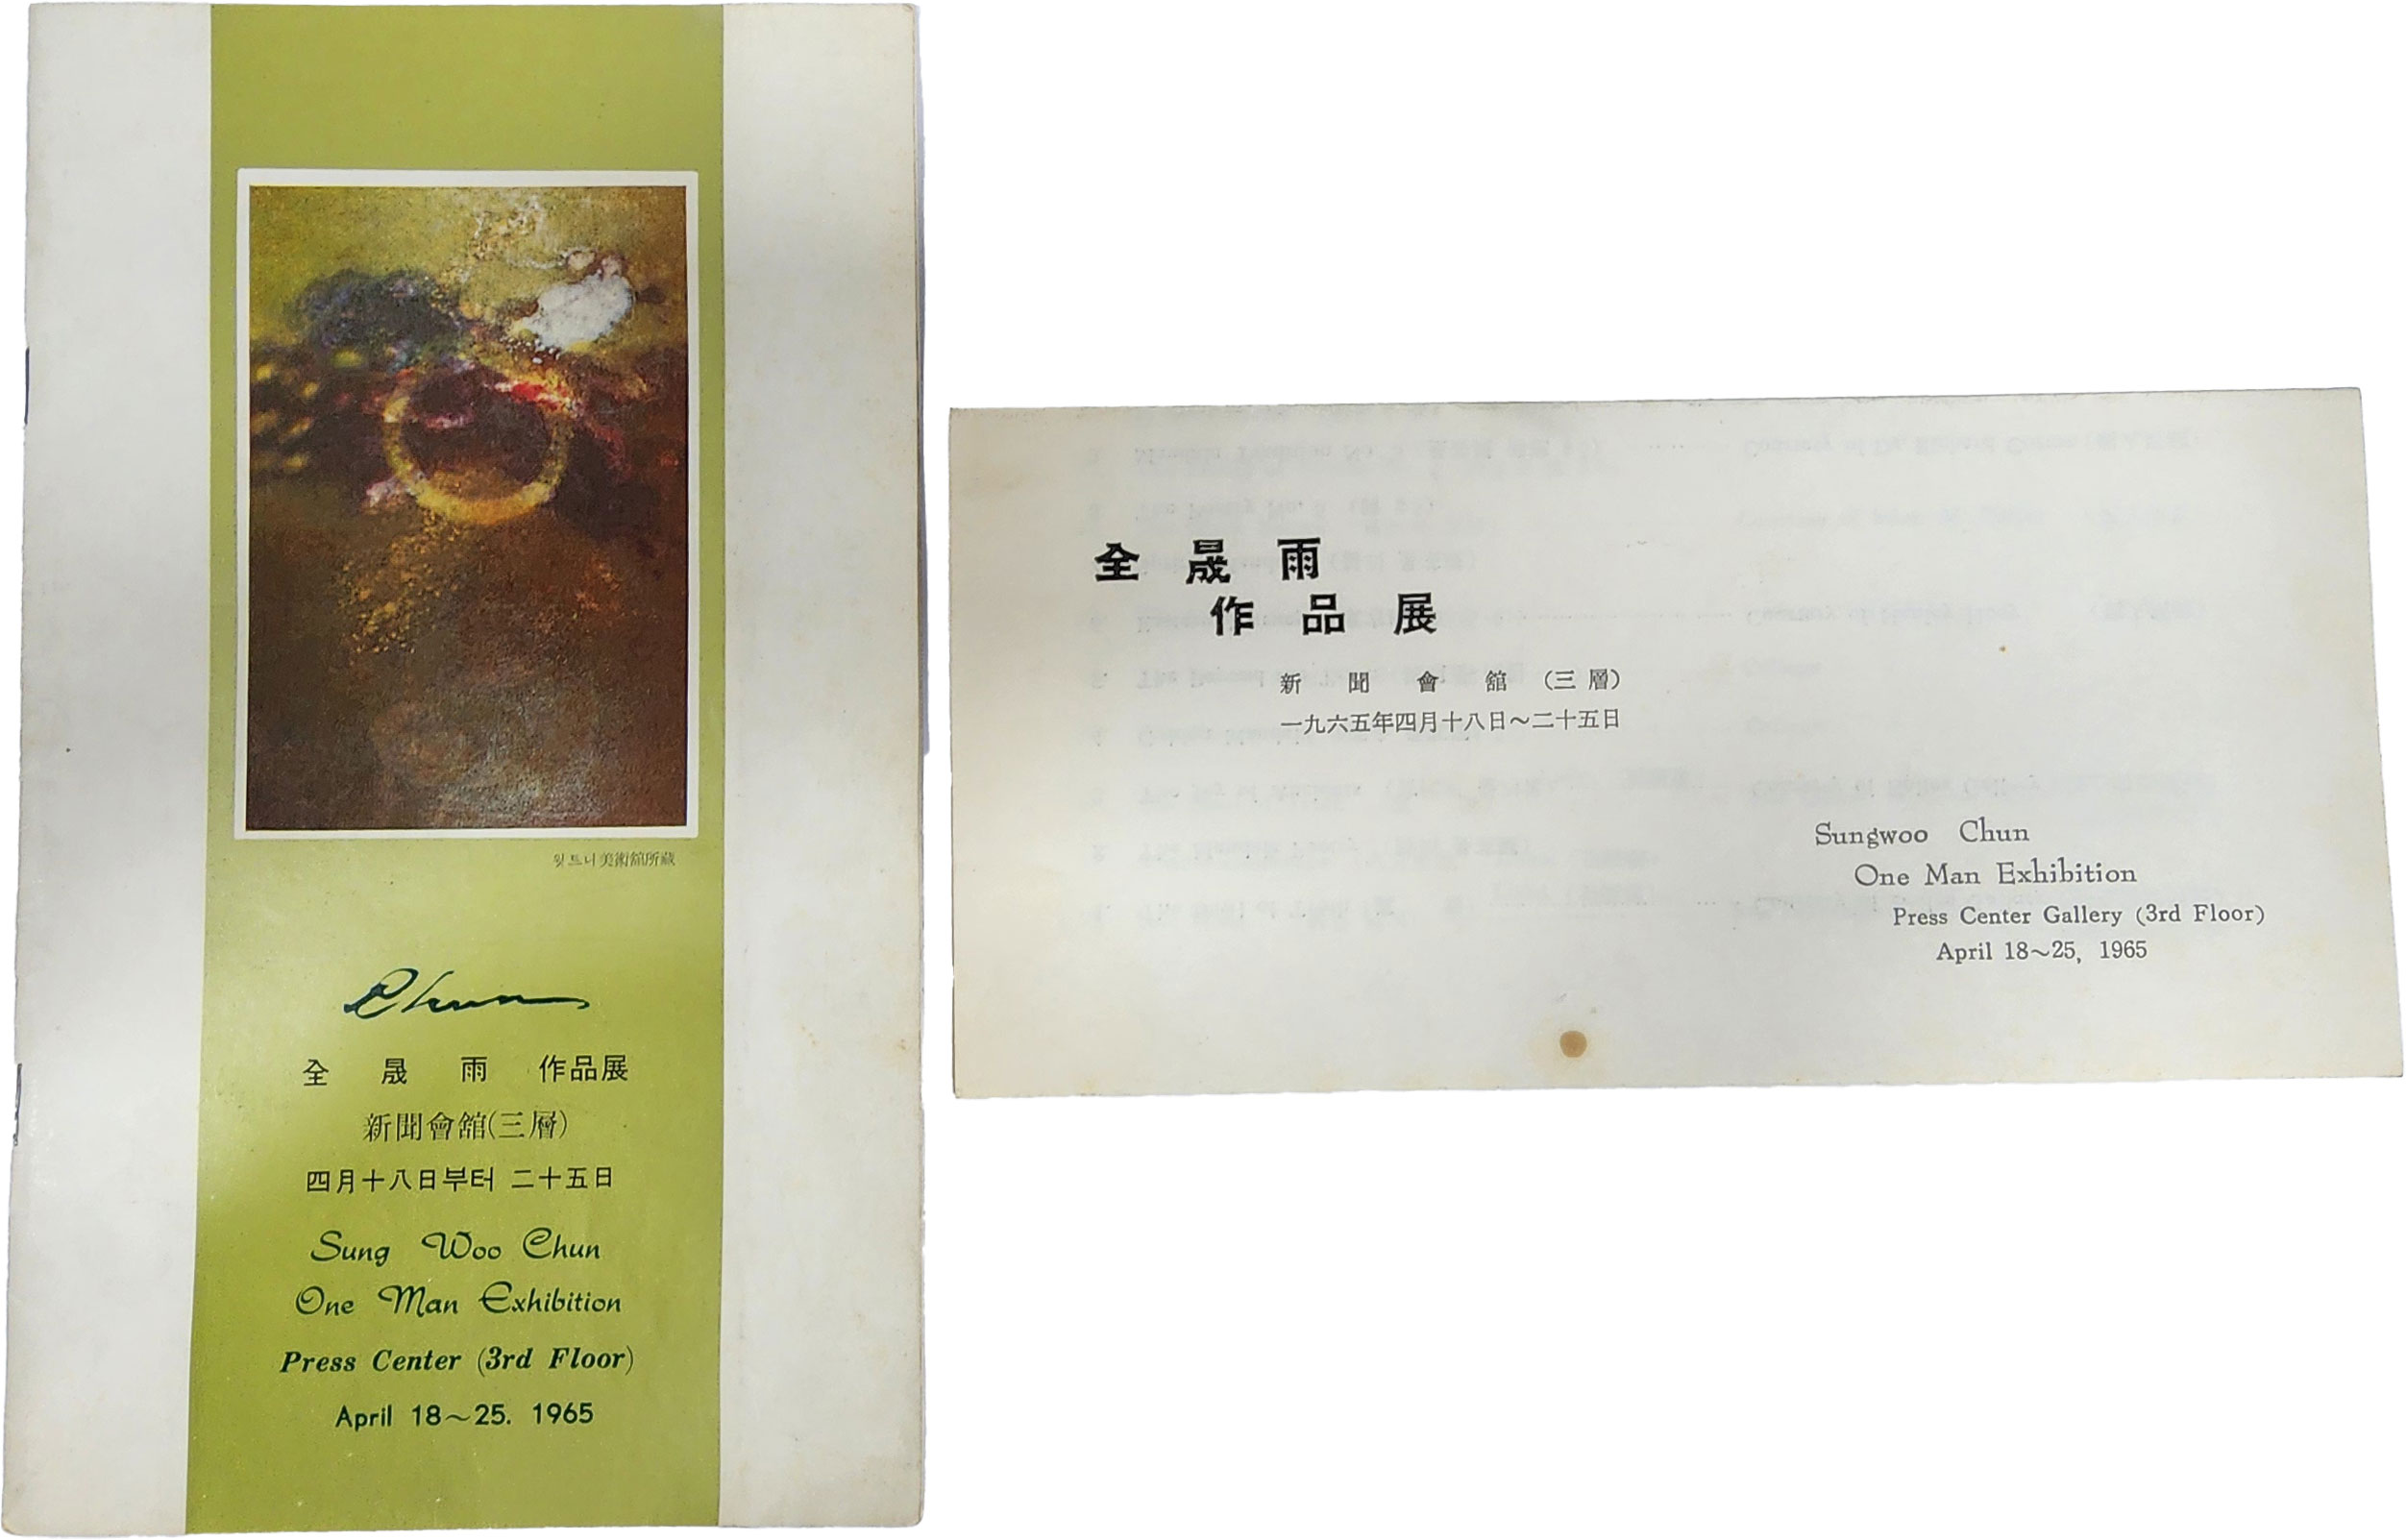 윗트니美術館所蔵
Chun
全 晟 雨 作品展
新聞會舘(三層)
四月十八日부터 二十五日
Sung Woo Chun
One Man Exhibition
Press Center (3rd Floor)
April 18~25. 1965
全 晟 雨
作 品 展
新 聞 會 舘 (三 層)
一九六五年四月十八日~二十五日
Sungwoo Chun
One Man Exhibition
Press Center Gallery (3rd Floor)
April 18~25, 1965